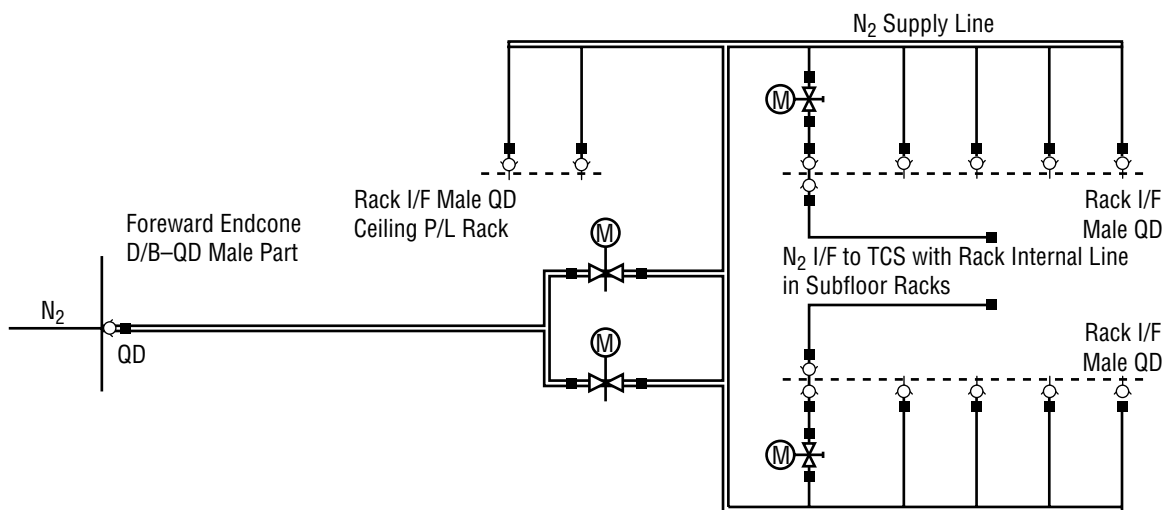 N₂ Supply Line
M
Rack I/F Male QD
Ceiling P/L Rack
Rack I/F
Male QD
Foreward Endcone
D/B–QD Male Part
M
N₂ I/F to TCS with Rack Internal Line
in Subfloor Racks
N₂
QD
M
Rack I/F
Male QD
M